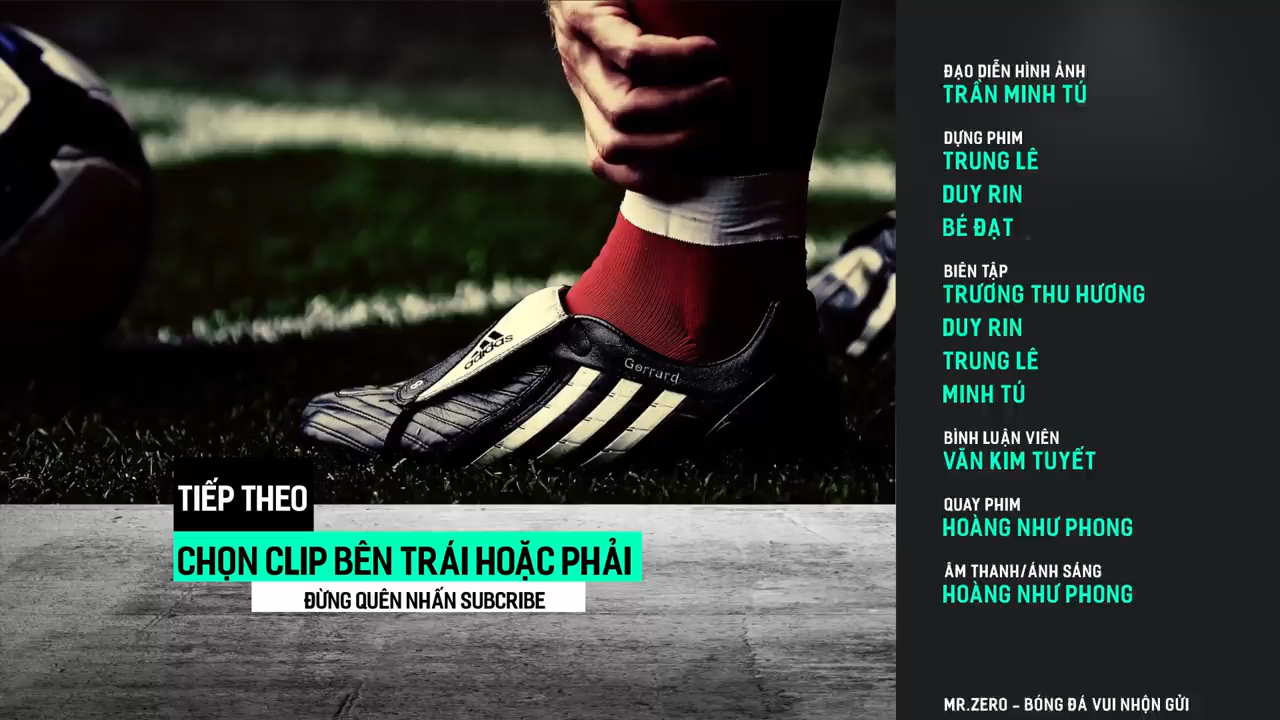 adidas
8
Gerrard
TIẾP THEO
CHỌN CLIP BÊN TRÁI HOẶC PHẢI
ĐỪNG QUÊN NHẤN SUBCRIBE
ĐẠO DIỄN HÌNH ẢNH
TRẦN MINH TÚ
DỰNG PHIM
TRUNG LÊ
DUY RIN
BÉ ĐẠT
BIÊN TẬP
TRƯƠNG THU HƯƠNG
DUY RIN
TRUNG LÊ
MINH TÚ
BÌNH LUẬN VIÊN
VĂN KIM TUYẾT
QUAY PHIM
HOÀNG NHƯ PHONG
ÂM THANH/ÁNH SÁNG
HOÀNG NHƯ PHONG
MR.ZERO - BÓNG ĐÁ VUI NHỘN GỬI